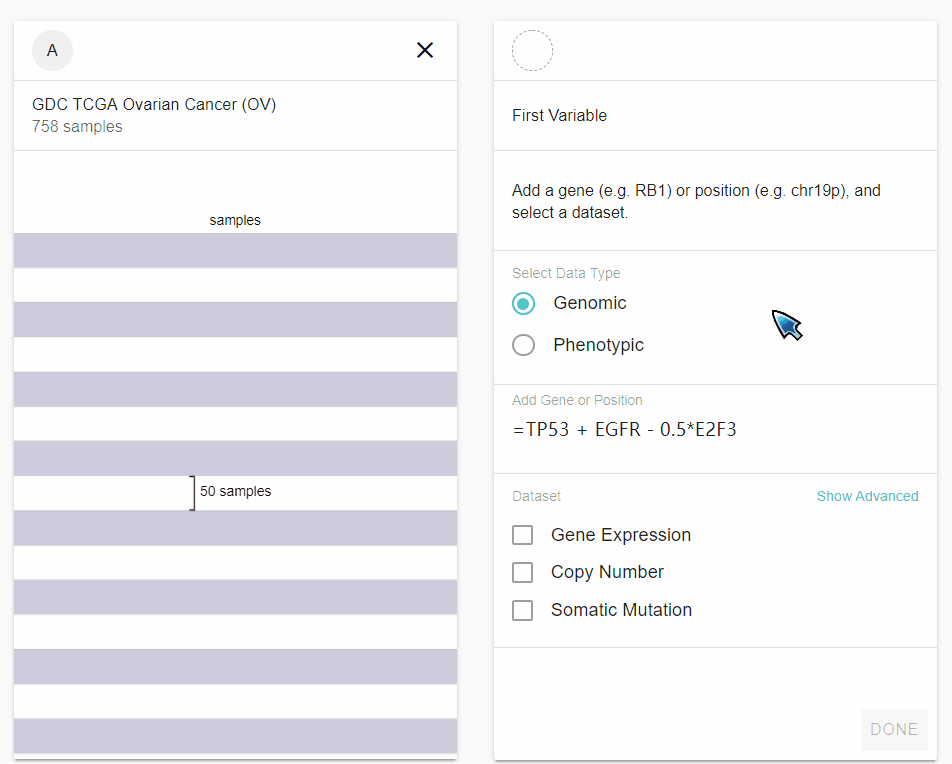 A
GDC TCGA Ovarian Cancer (OV)
758 samples
samples
50 samples
First Variable
Add a gene (e.g. RB1) or position (e.g. chr19p), and
select a dataset.
Select Data Type
Genomic
Phenotypic
Add Gene or Position
=TP53 + EGFR - 0.5*E2F3
Dataset
Show Advanced
Gene Expression
Copy Number
Somatic Mutation
DONE